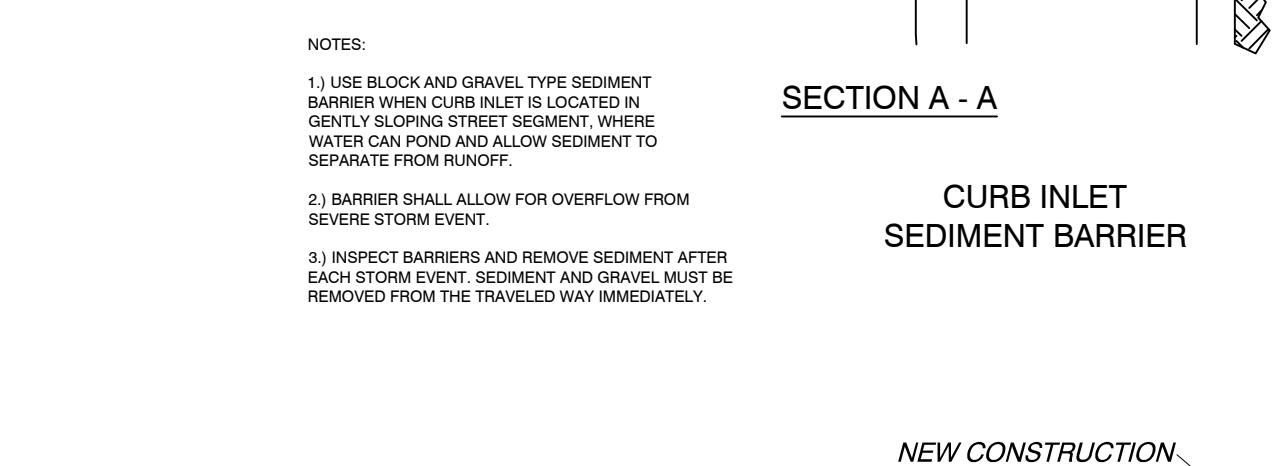 NOTES:
1.) USE BLOCK AND GRAVEL TYPE SEDIMENT
BARRIER WHEN CURB INLET IS LOCATED IN
GENTLY SLOPING STREET SEGMENT, WHERE
WATER CAN POND AND ALLOW SEDIMENT TO
SEPARATE FROM RUNOFF.
2.) BARRIER SHALL ALLOW FOR OVERFLOW FROM
SEVERE STORM EVENT.
3.) INSPECT BARRIERS AND REMOVE SEDIMENT AFTER
EACH STORM EVENT. SEDIMENT AND GRAVEL MUST BE
REMOVED FROM THE TRAVELED WAY IMMEDIATELY.
SECTION A - A
CURB INLET
SEDIMENT BARRIER
NEW CONSTRUCTION